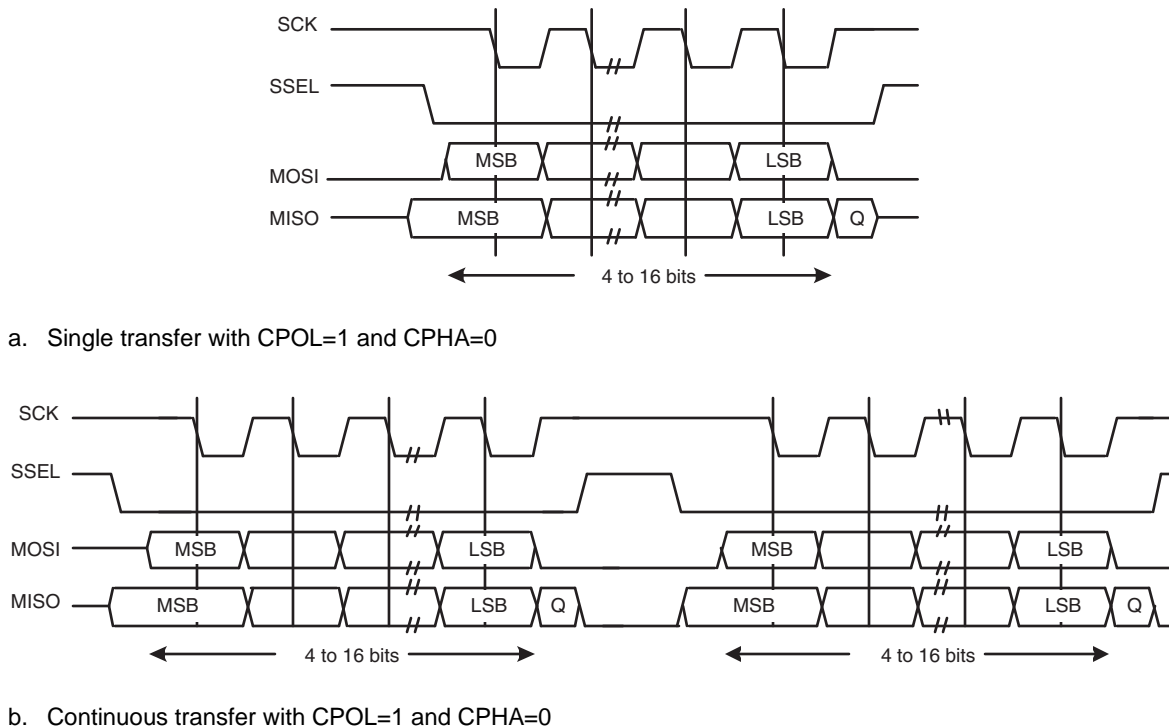 SCK
SSEL
MOSI MSB LSB
MISO MSB LSB Q
4 to 16 bits
a. Single transfer with CPOL=1 and CPHA=0
SCK
SSEL
MOSI MSB LSB MSB LSB
MISO MSB LSB Q MSB LSB Q
4 to 16 bits 4 to 16 bits
b. Continuous transfer with CPOL=1 and CPHA=0